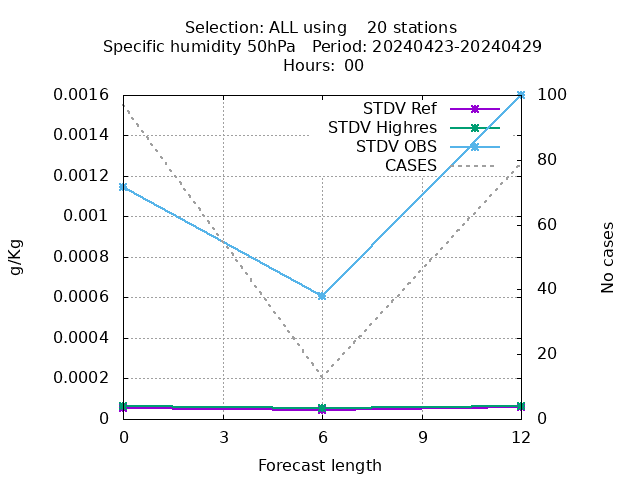 Selection: ALL using    20 stations
Specific humidity 50hPa   Period: 20240423-20240429
Hours:  00
STDV Ref
STDV Highres
STDV OBS
CASES
0.0016
0.0014
0.0012
0.001
0.0008
0.0006
0.0004
0.0002
0
g/Kg
100
80
60
40
20
0
No cases
0 3 6 9 12
Forecast length